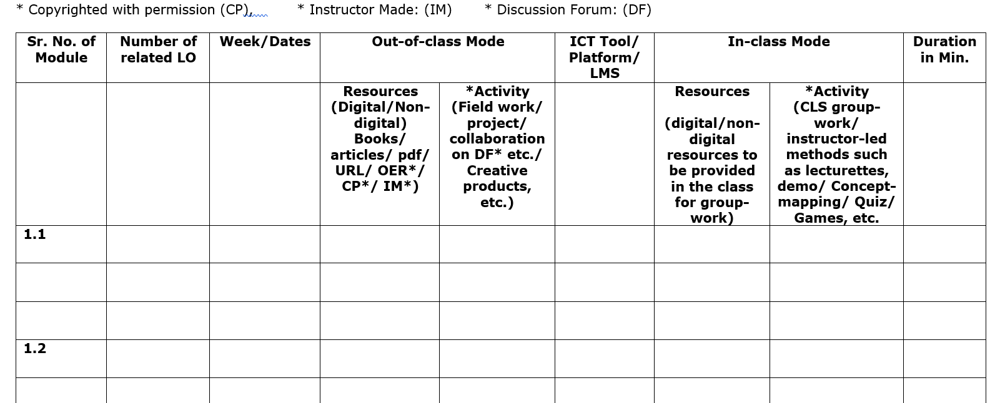 * Copyrighted with permission (CP), * Instructor Made: (IM) * Discussion Forum: (DF)
Sr. No. of
Module
Number of
related LO
Week/Dates
Out-of-class Mode
ICT Tool/
Platform/
LMS
In-class Mode
Duration
in Min.
Resources
(Digital/Non-
digital)
Books/
articles/ pdf/
URL/ OER*/
CP*/ IM*)
*Activity
(Field work/
project/
collaboration
on DF* etc./
Creative
products,
etc.)
Resources
(digital/non-
digital
resources to
be provided
in the class
for group-
work)
*Activity
(CLS group-
work/
instructor-led
methods such
as lecturettes,
demo/ Concept-
mapping/ Quiz/
Games, etc.
1.1
1.2